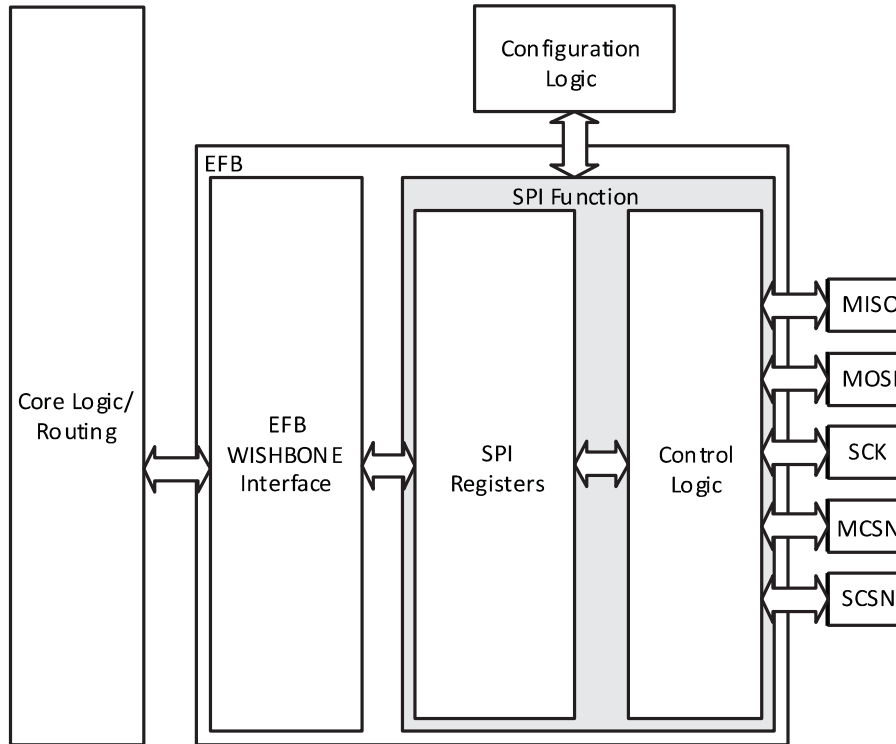 Configuration
Logic
EFB
SPI Function
MISO
MOSI
Core Logic/
Routing
EFB
WISHBONE
Interface
SPI
Registers
Control
Logic
SCK
MCSN
SCSN